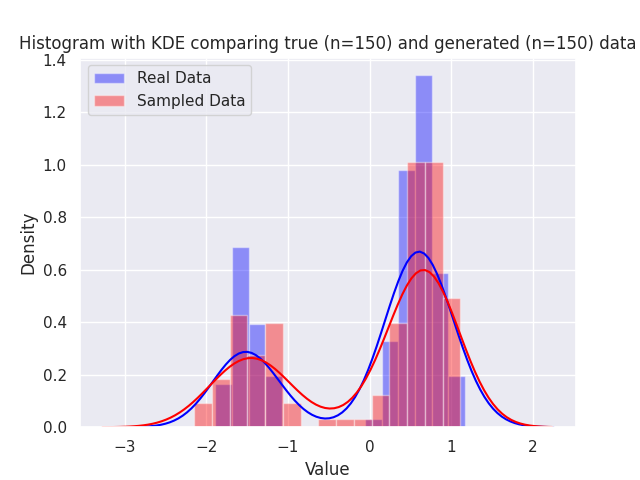 Histogram with KDE comparing true (n=150) and generated (n=150) data
Real Data
Sampled Data
1.4
1.2
1.0
0.8
0.6
0.4
0.2
0.0
Density
−3
−2
−1
0
1
2
Value